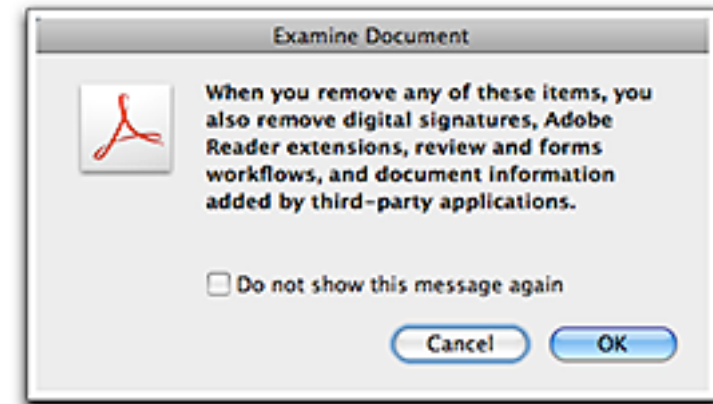 Examine Document
When you remove any of these items, you
also remove digital signatures, Adobe
Reader extensions, review and forms
workflows, and document information
added by third-party applications.
Do not show this message again
Cancel
OK